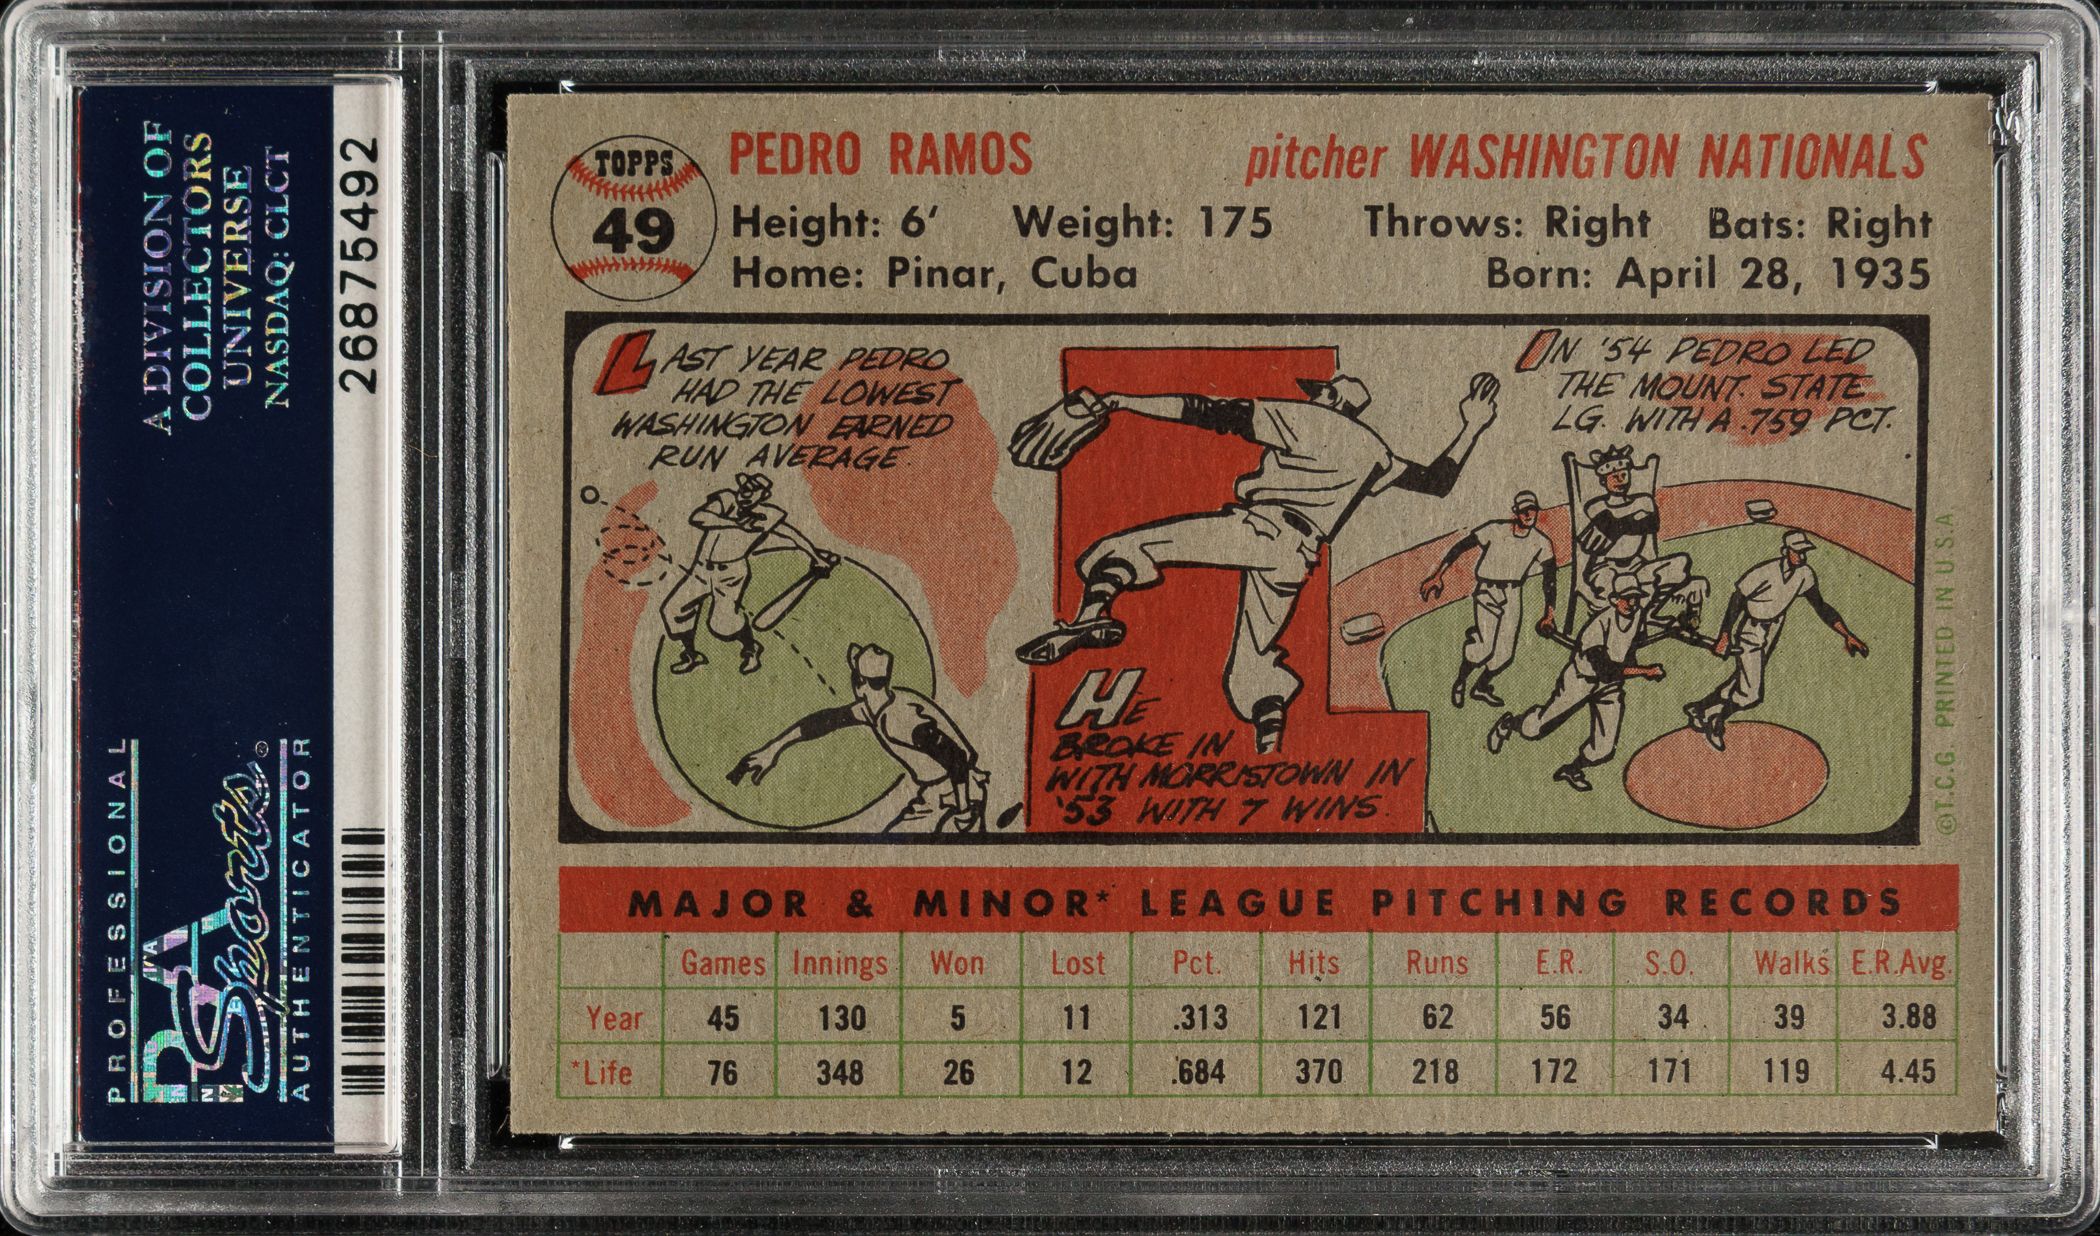 A DIVISION OF
COLLECTORS
UNIVERSE
NASDAQ: CLCT
26875492
PROFESSIONAL
PSA
DNA
Sports®
AUTHENTICATOR
TOPPS
49
PEDRO RAMOS
pitcher WASHINGTON NATIONALS
Height: 6' Weight: 175 Throws: Right Bats: Right
Home: Pinar, Cuba Born: April 28, 1935
LAST YEAR PEDRO
HAD THE LOWEST
WASHINGTON EARNED
RUN AVERAGE.
HE
BROKE IN
WITH MORRISTOWN IN
'53 WITH 7 WINS.
IN '54 PEDRO LED
THE MOUNT. STATE
LG. WITH A .759 PCT.
©T.C.G. PRINTED IN U.S.A.
MAJOR & MINOR* LEAGUE PITCHING RECORDS
Games Innings Won Lost Pct. Hits Runs E.R. S.O. Walks E.R.Avg.
Year 45 130 5 11 .313 121 62 56 34 39 3.88
*Life 76 348 26 12 .684 370 218 172 171 119 4.45